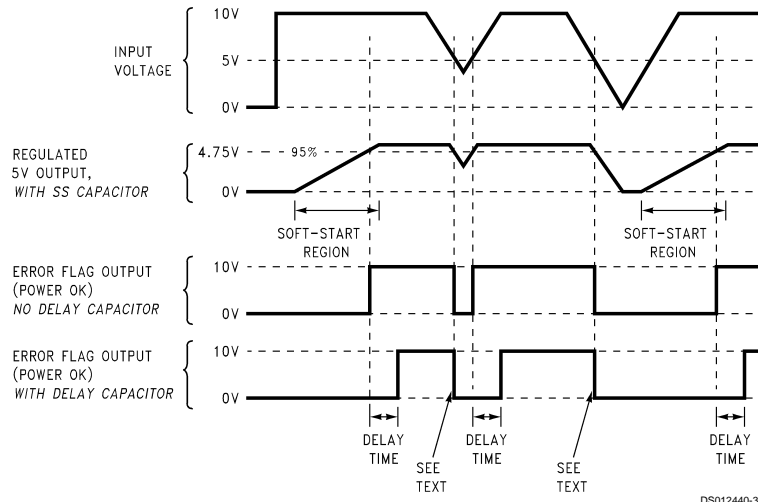 10V
INPUT
VOLTAGE
5V
0V
REGULATED
5V OUTPUT,
WITH SS CAPACITOR
4.75V
95%
0V
SOFT-START
REGION
SOFT-START
REGION
ERROR FLAG OUTPUT
(POWER OK)
NO DELAY CAPACITOR
10V
0V
ERROR FLAG OUTPUT
(POWER OK)
WITH DELAY CAPACITOR
10V
0V
DELAY
TIME
SEE
TEXT
DELAY
TIME
SEE
TEXT
DELAY
TIME
DS012440-3